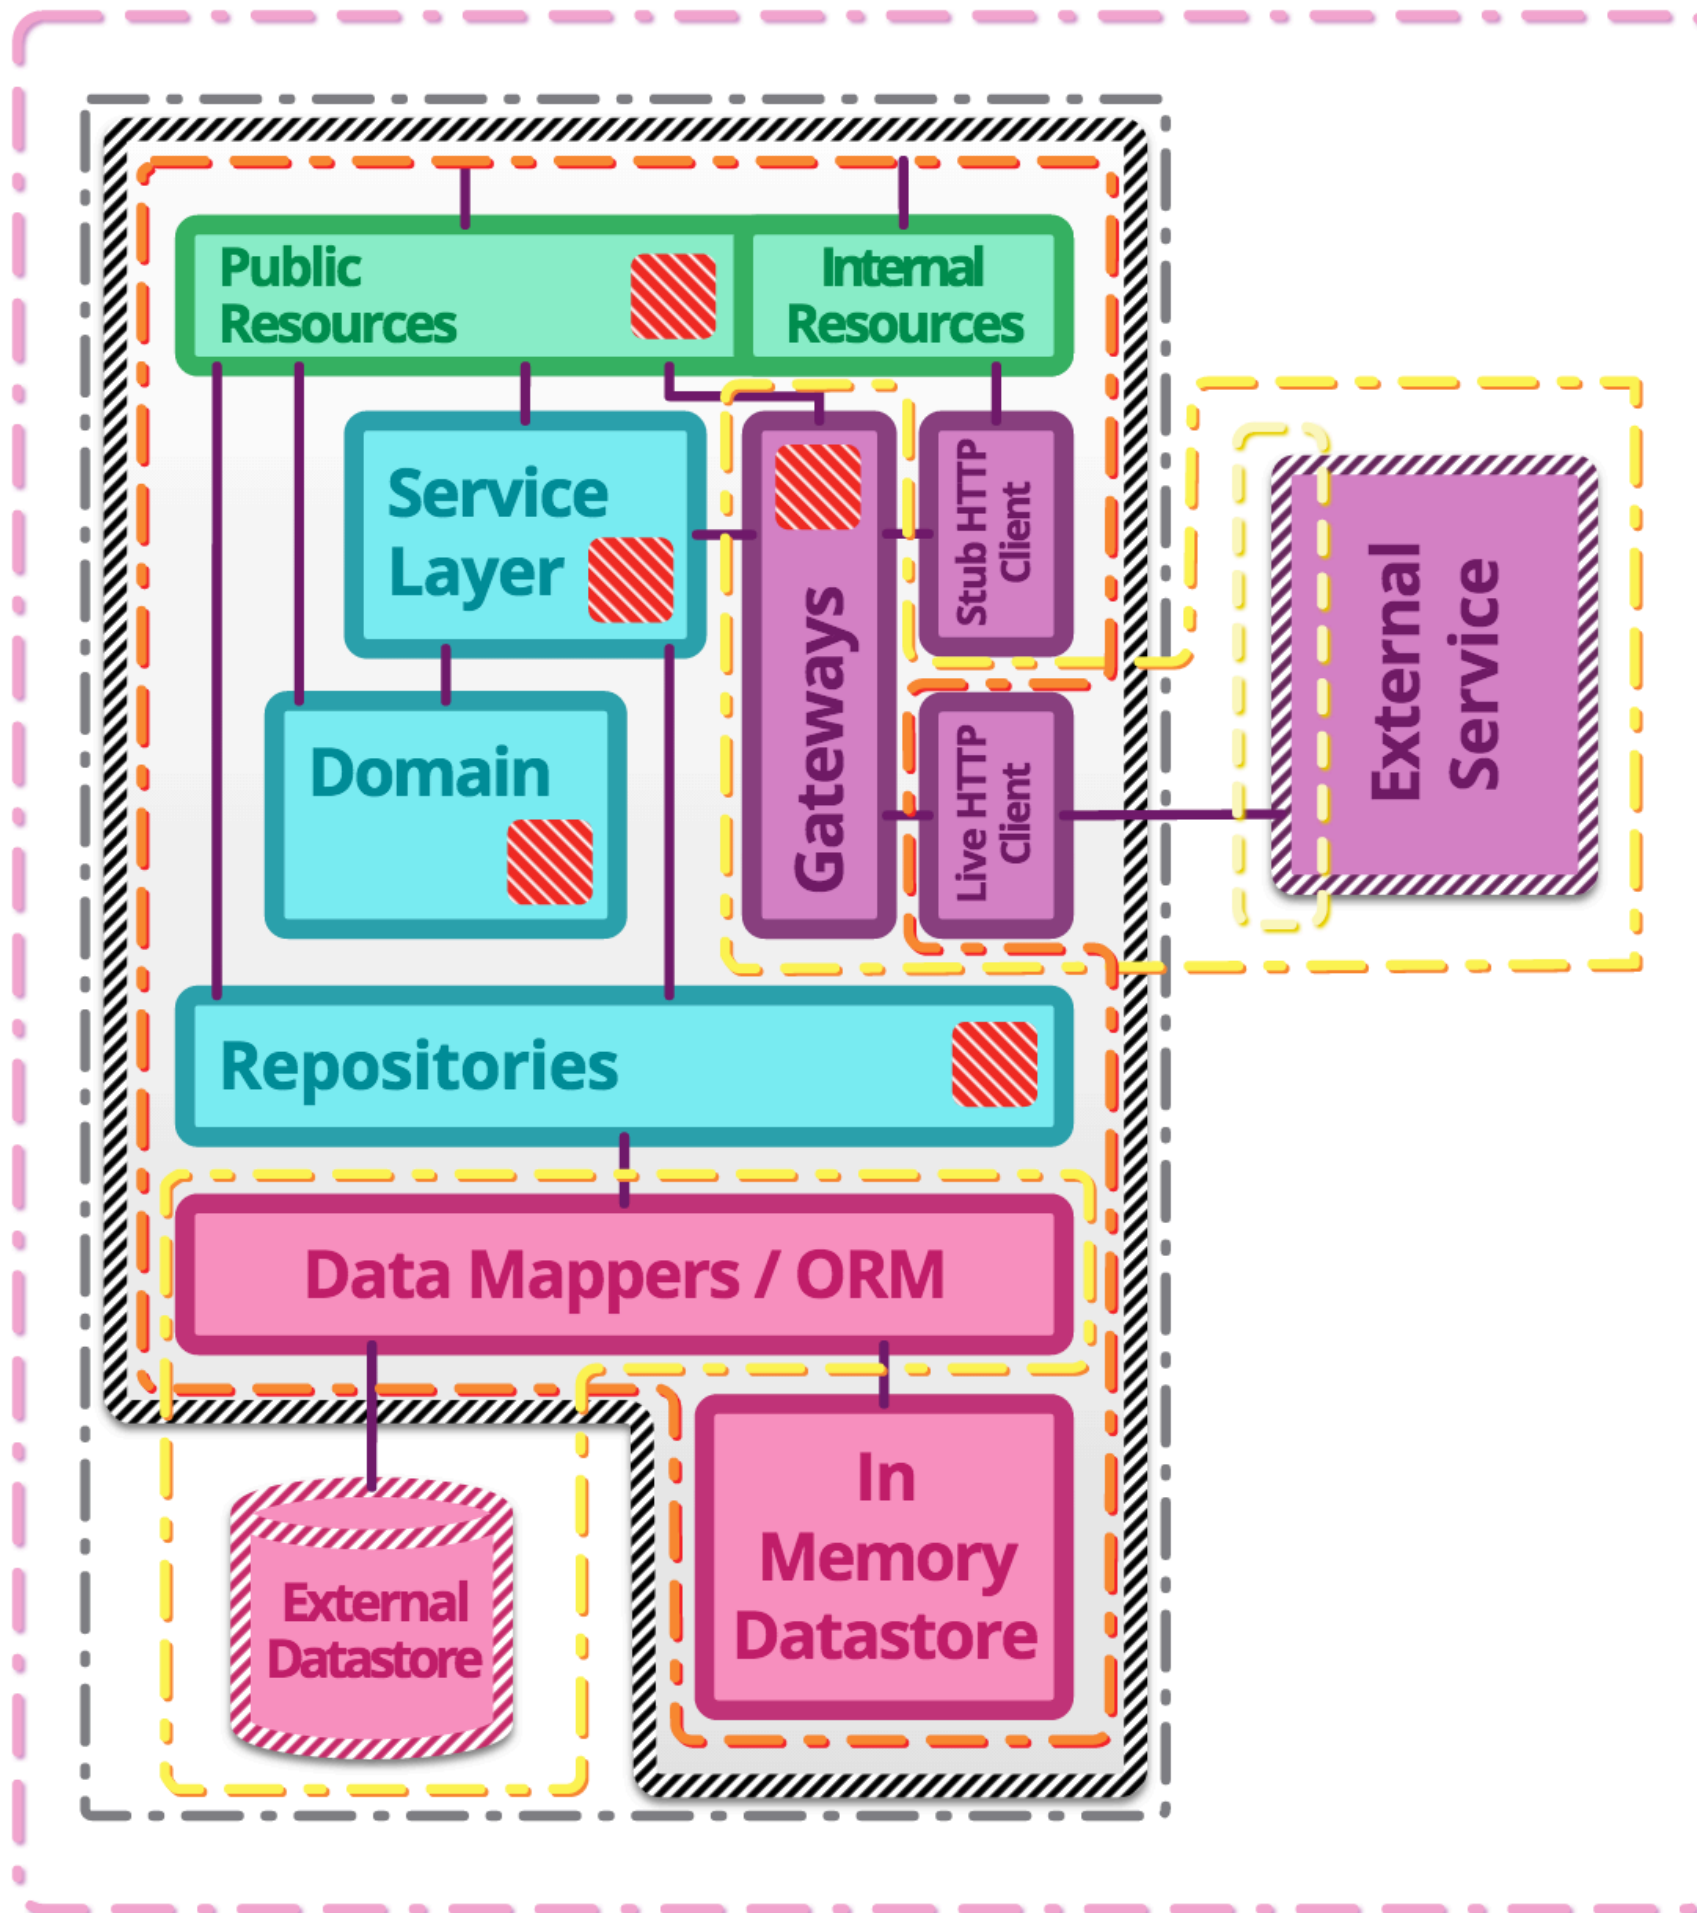 Public
Resources
Internal
Resources
Service
Layer
Gateways
Stub HTTP
Client
External
Service
Domain
Live HTTP
Client
Repositories
Data Mappers / ORM
External
Datastore
In
Memory
Datastore